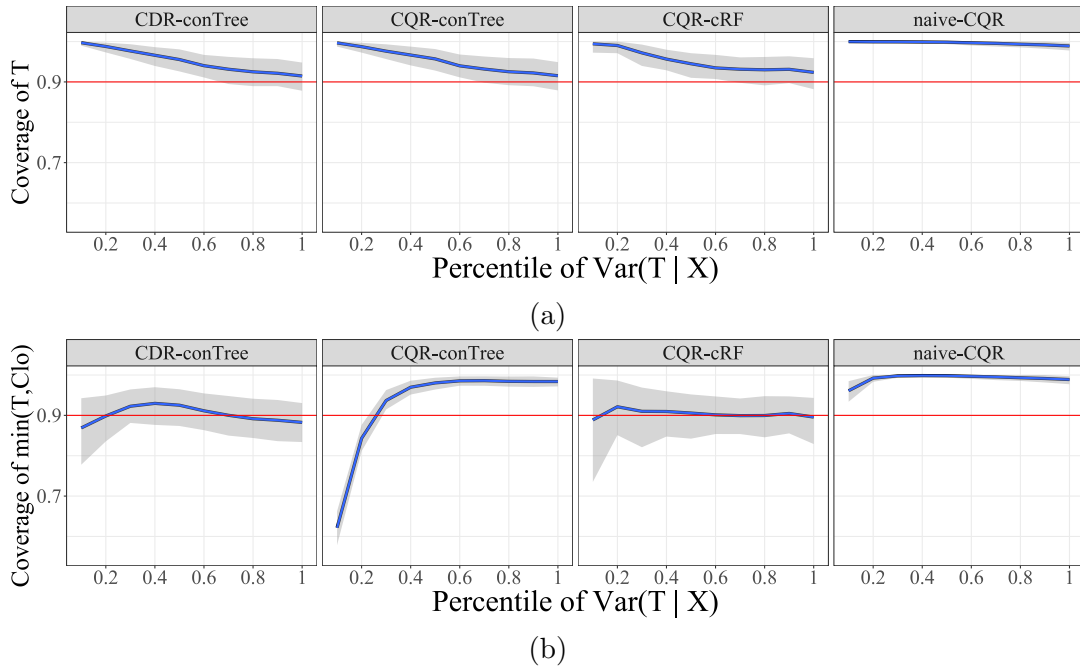 CDR-conTree CQR-conTree CQR-cRF naive-CQR
Coverage of T
0.9
0.7
0.2 0.4 0.6 0.8 1 0.2 0.4 0.6 0.8 1 0.2 0.4 0.6 0.8 1 0.2 0.4 0.6 0.8 1
Percentile of Var(T | X)
(a)
CDR-conTree CQR-conTree CQR-cRF naive-CQR
Coverage of min(T,Clo)
0.9
0.7
0.2 0.4 0.6 0.8 1 0.2 0.4 0.6 0.8 1 0.2 0.4 0.6 0.8 1 0.2 0.4 0.6 0.8 1
Percentile of Var(T | X)
(b)